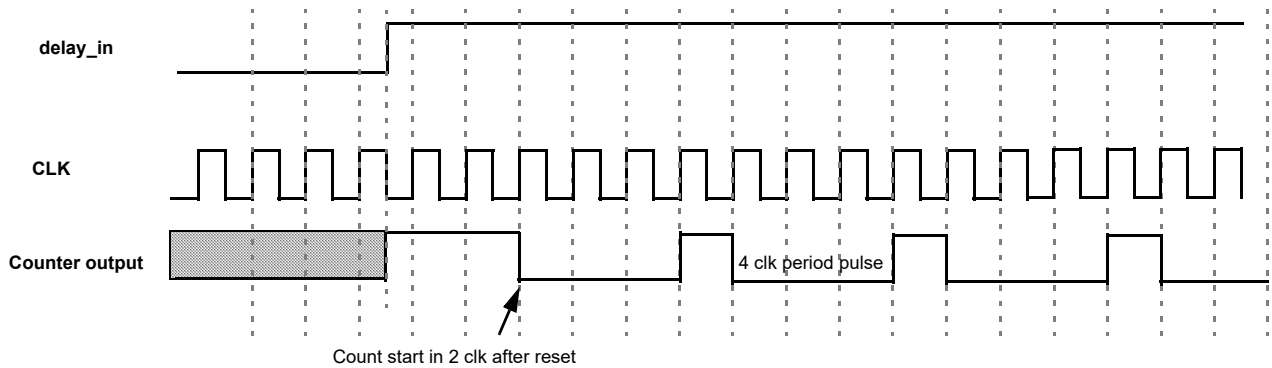 delay_in
CLK
Counter output
4 clk period pulse
Count start in 2 clk after reset